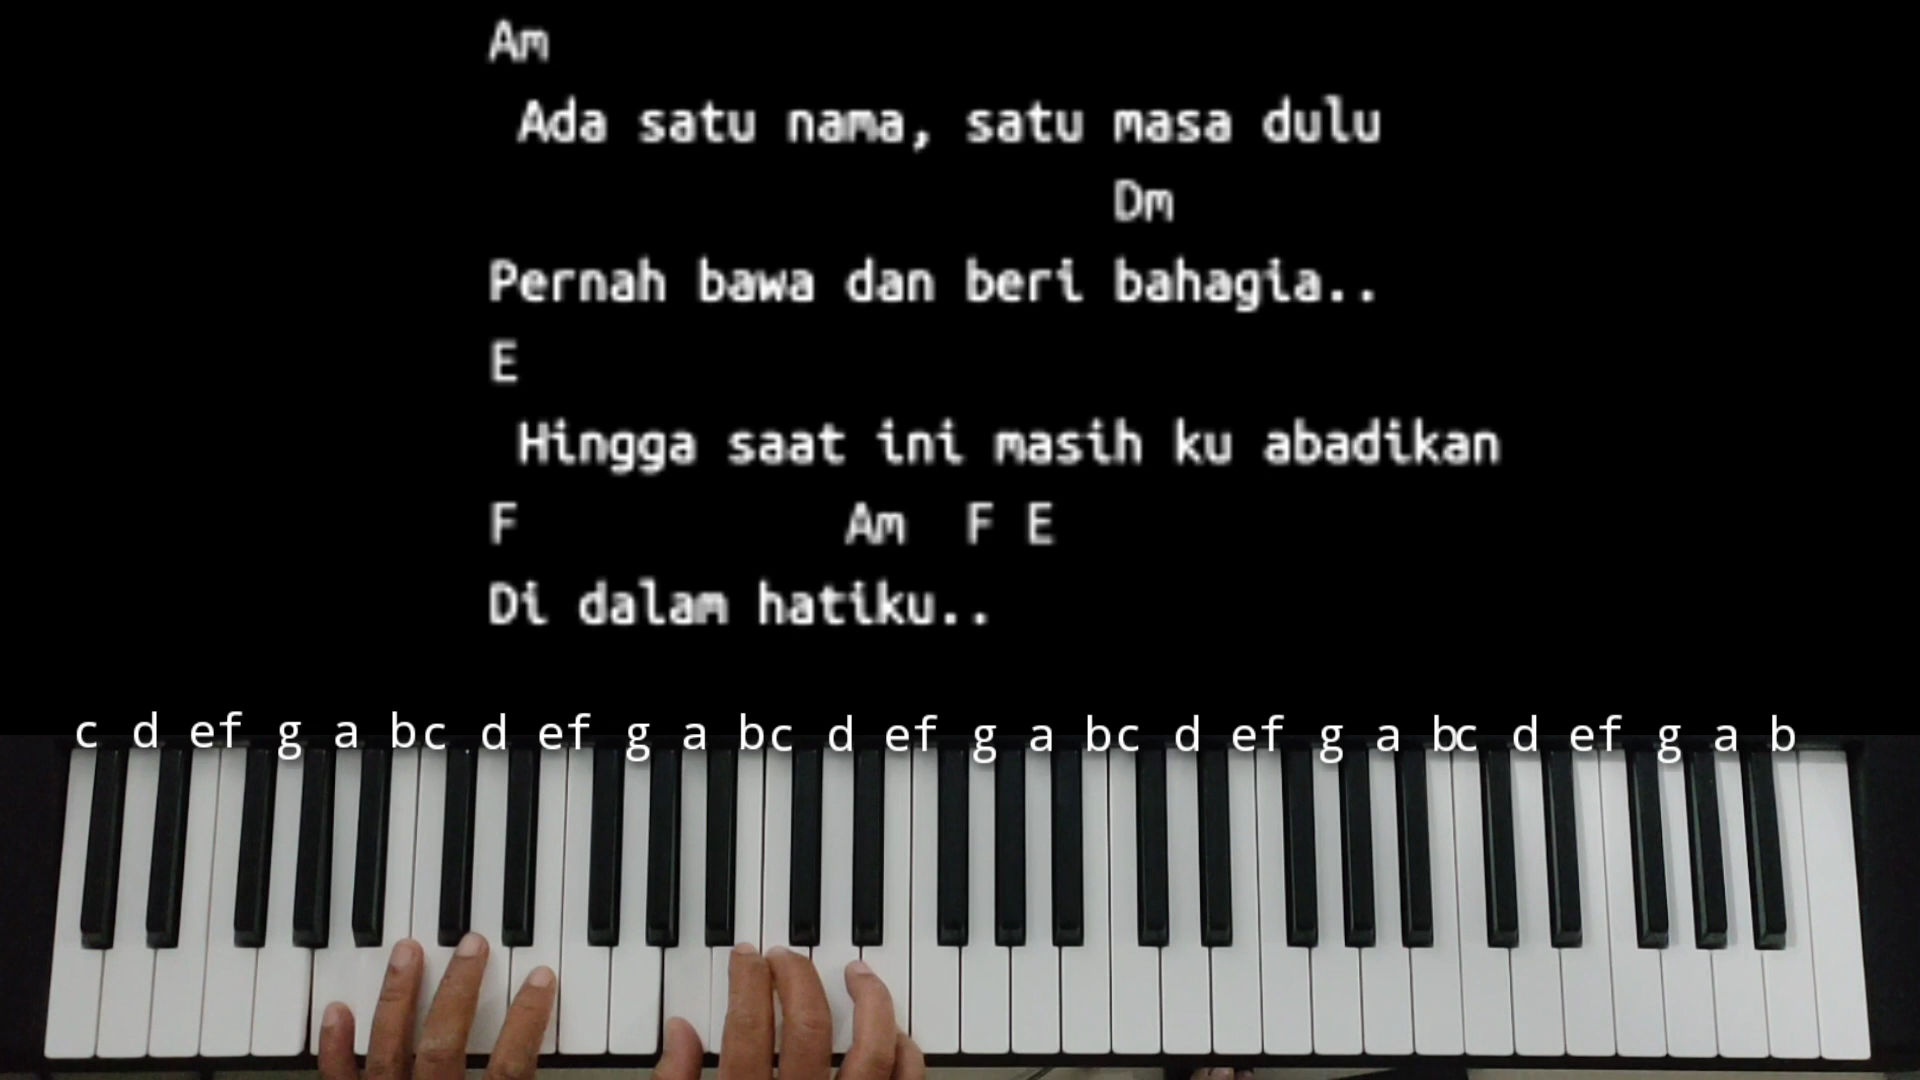 Am
Ada satu nama, satu masa dulu
Dm
Pernah bawa dan beri bahagia..
E
Hingga saat ini masih ku abadikan
F Am F E
Di dalam hatiku..
c d ef g a bc d ef g a bc d ef g a bc d ef g a bc d ef g a b